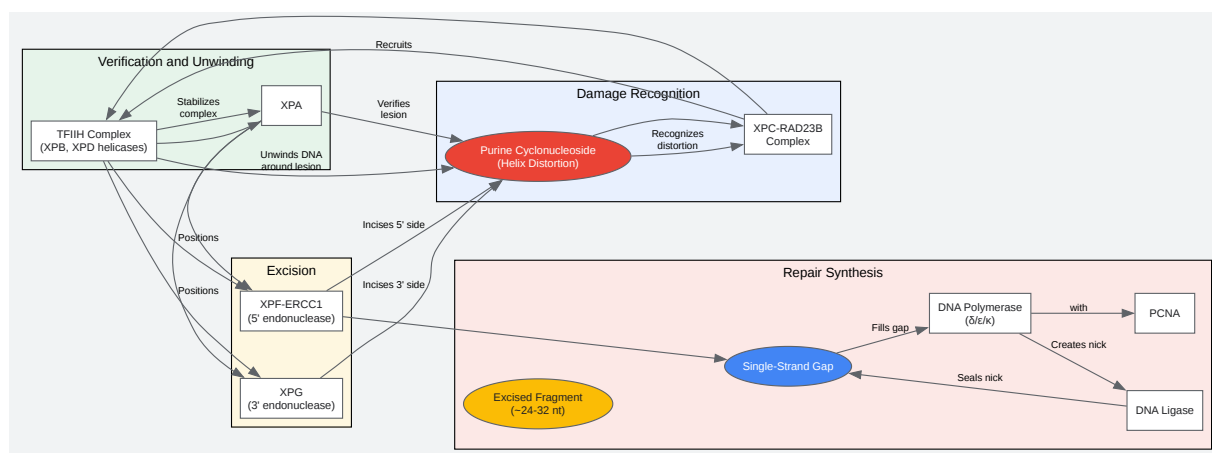 Recruits
Verification and Unwinding
TFIIH Complex
(XPB, XPD helicases)
Stabilizes
complex
XPA
Unwinds DNA
around lesion
Verifies
lesion
Damage Recognition
Purine Cyclonucleoside
(Helix Distortion)
Recognizes
distortion
XPC-RAD23B
Complex
Positions
Positions
Incises 5' side
Incises 3' side
Excision
XPF-ERCC1
(5' endonuclease)
XPG
(3' endonuclease)
Repair Synthesis
Excised Fragment
(~24-32 nt)
Single-Strand Gap
Fills gap
DNA Polymerase
(δ/ε/κ)
with
PCNA
Creates nick
Seals nick
DNA Ligase